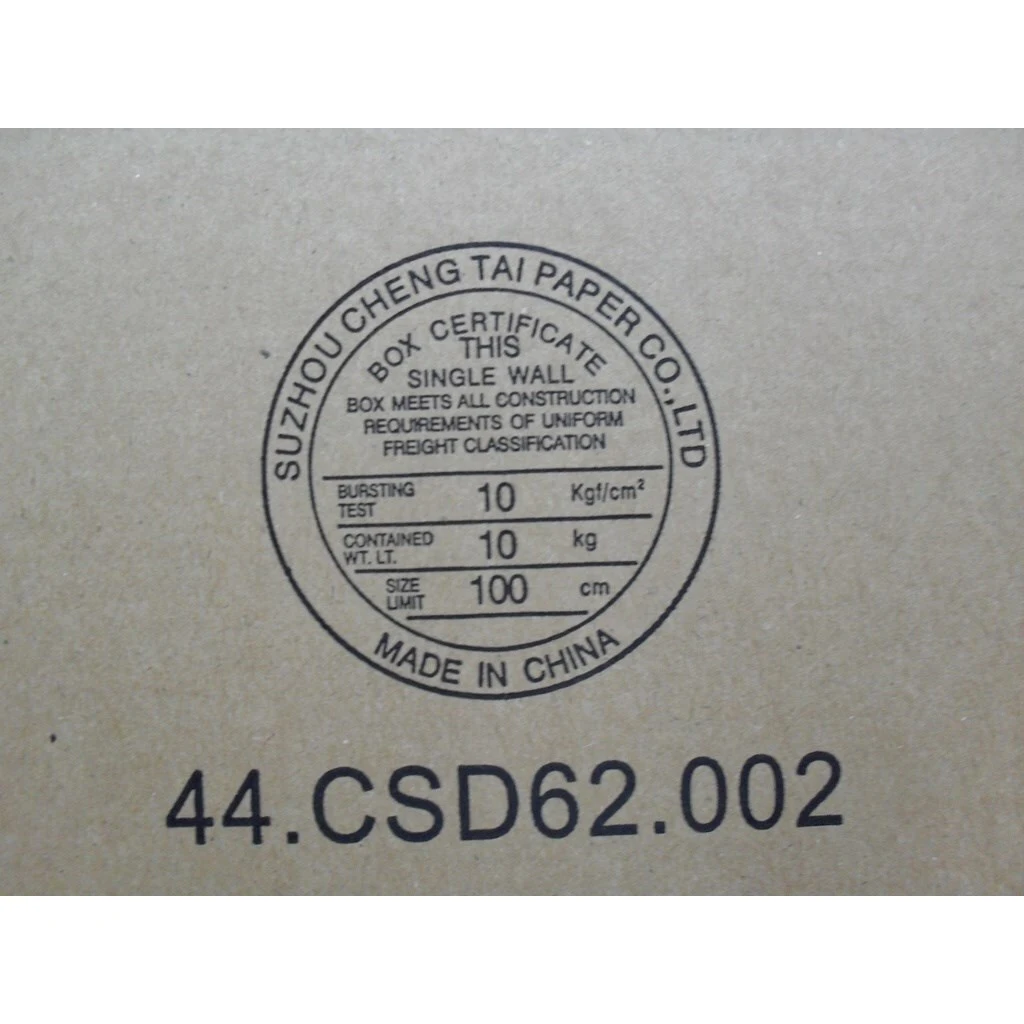 SUZHOU CHENG TAI PAPER CO.,LTD
BOX CERTIFICATE
THIS
SINGLE WALL
BOX MEETS ALL CONSTRUCTION
REQUIREMENTS OF UNIFORM
FREIGHT CLASSIFICATION
BURSTING TEST 10 Kgf/cm²
CONTAINED WT. LT. 10 kg
SIZE LIMIT 100 cm
MADE IN CHINA
44.CSD62.002